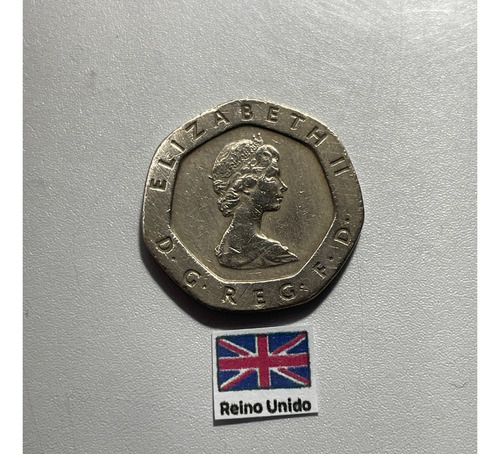 ELIZABETH II
D·G·REG·F·D·
Reino Unido